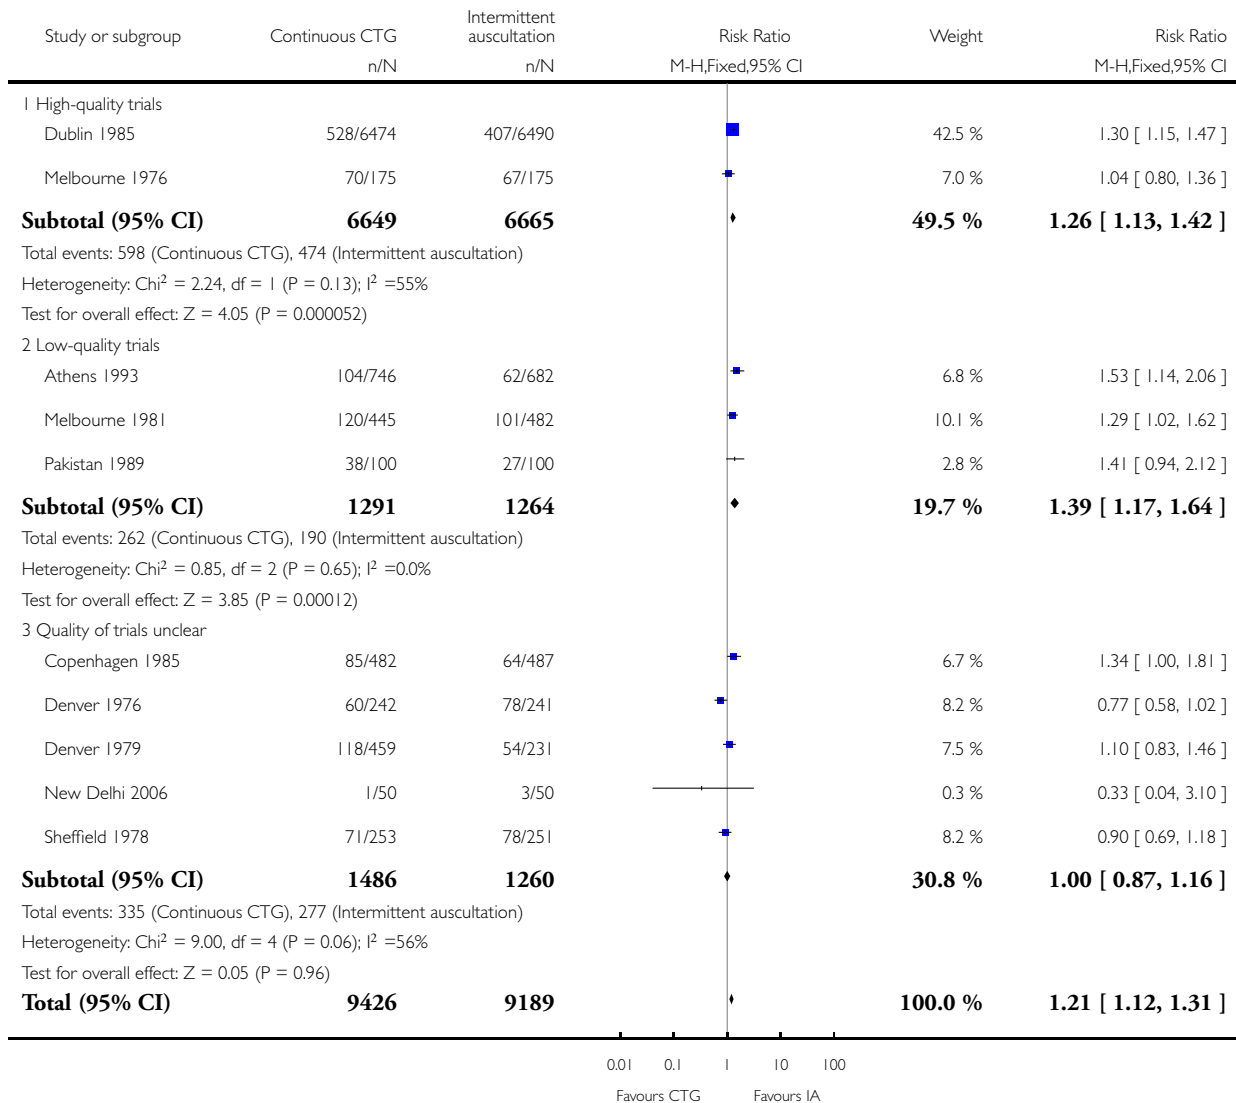 Study or subgroup Continuous CTG Intermittent auscultation Risk Ratio Weight Risk Ratio
n/N n/N M-H,Fixed,95% CI M-H,Fixed,95% CI
1 High-quality trials
Dublin 1985 528/6474 407/6490 42.5 % 1.30 [ 1.15, 1.47 ]
Melbourne 1976 70/175 67/175 7.0 % 1.04 [ 0.80, 1.36 ]
Subtotal (95% CI) 6649 6665 49.5 % 1.26 [ 1.13, 1.42 ]
Total events: 598 (Continuous CTG), 474 (Intermittent auscultation)
Heterogeneity: Chi² = 2.24, df = 1 (P = 0.13); I² =55%
Test for overall effect: Z = 4.05 (P = 0.000052)
2 Low-quality trials
Athens 1993 104/746 62/682 6.8 % 1.53 [ 1.14, 2.06 ]
Melbourne 1981 120/445 101/482 10.1 % 1.29 [ 1.02, 1.62 ]
Pakistan 1989 38/100 27/100 2.8 % 1.41 [ 0.94, 2.12 ]
Subtotal (95% CI) 1291 1264 19.7 % 1.39 [ 1.17, 1.64 ]
Total events: 262 (Continuous CTG), 190 (Intermittent auscultation)
Heterogeneity: Chi² = 0.85, df = 2 (P = 0.65); I² =0.0%
Test for overall effect: Z = 3.85 (P = 0.00012)
3 Quality of trials unclear
Copenhagen 1985 85/482 64/487 6.7 % 1.34 [ 1.00, 1.81 ]
Denver 1976 60/242 78/241 8.2 % 0.77 [ 0.58, 1.02 ]
Denver 1979 118/459 54/231 7.5 % 1.10 [ 0.83, 1.46 ]
New Delhi 2006 1/50 3/50 0.3 % 0.33 [ 0.04, 3.10 ]
Sheffield 1978 71/253 78/251 8.2 % 0.90 [ 0.69, 1.18 ]
Subtotal (95% CI) 1486 1260 30.8 % 1.00 [ 0.87, 1.16 ]
Total events: 335 (Continuous CTG), 277 (Intermittent auscultation)
Heterogeneity: Chi² = 9.00, df = 4 (P = 0.06); I² =56%
Test for overall effect: Z = 0.05 (P = 0.96)
Total (95% CI) 9426 9189 100.0 % 1.21 [ 1.12, 1.31 ]
0.01 0.1 1 10 100
Favours CTG Favours IA